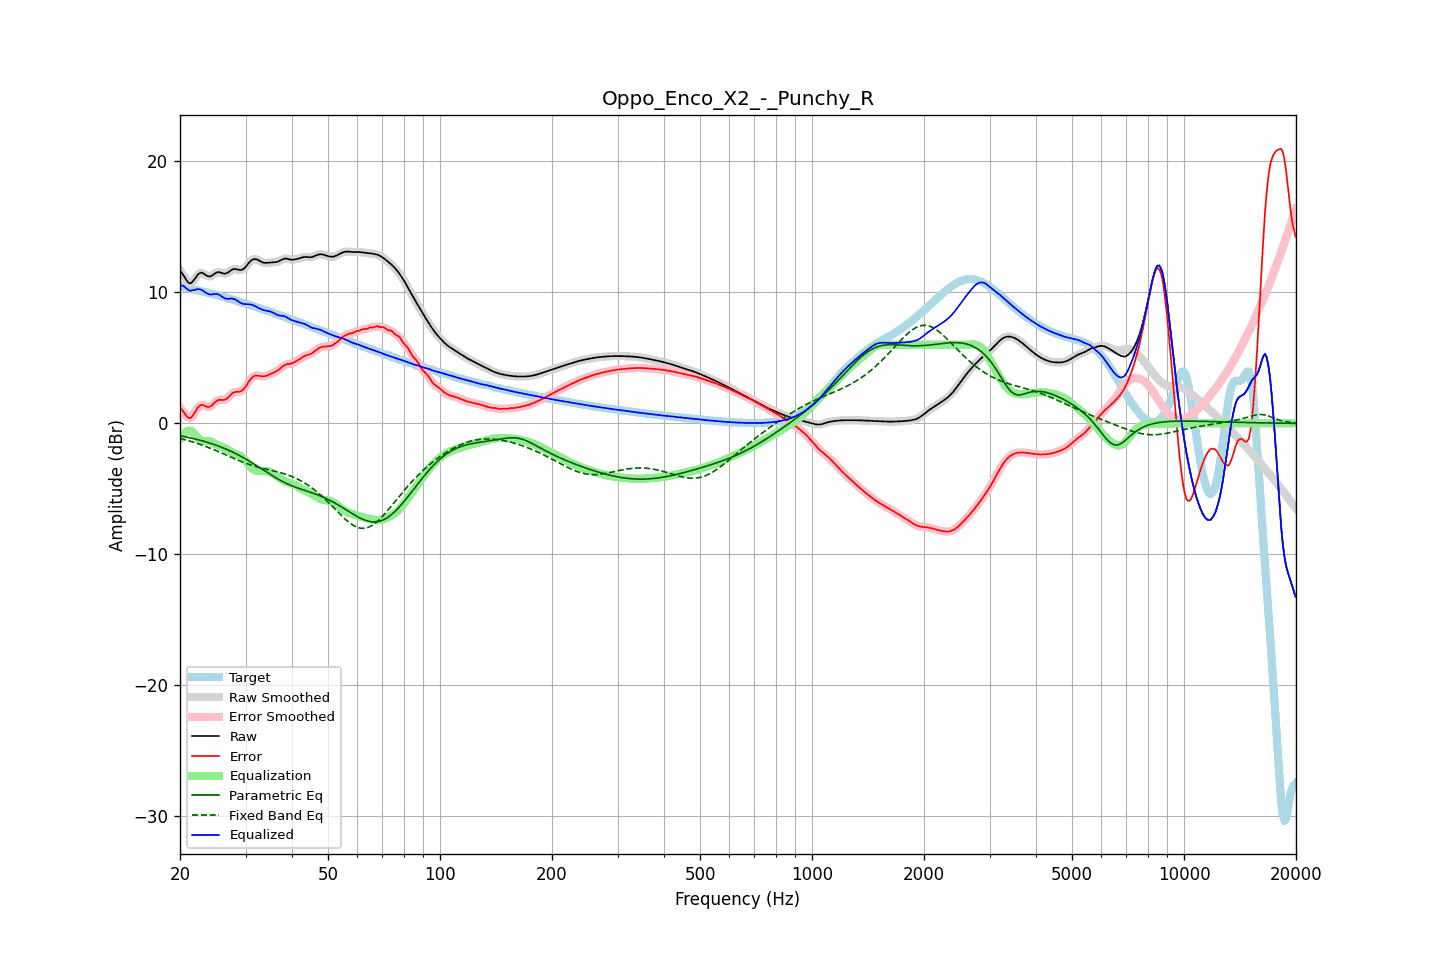 Oppo_Enco_X2_-_Punchy_R
Amplitude (dBr)
20
10
0
−10
−20
−30
Target
Raw Smoothed
Error Smoothed
Raw
Error
Equalization
Parametric Eq
Fixed Band Eq
Equalized
20 50 100 200 500 1000 2000 5000 10000 20000
Frequency (Hz)